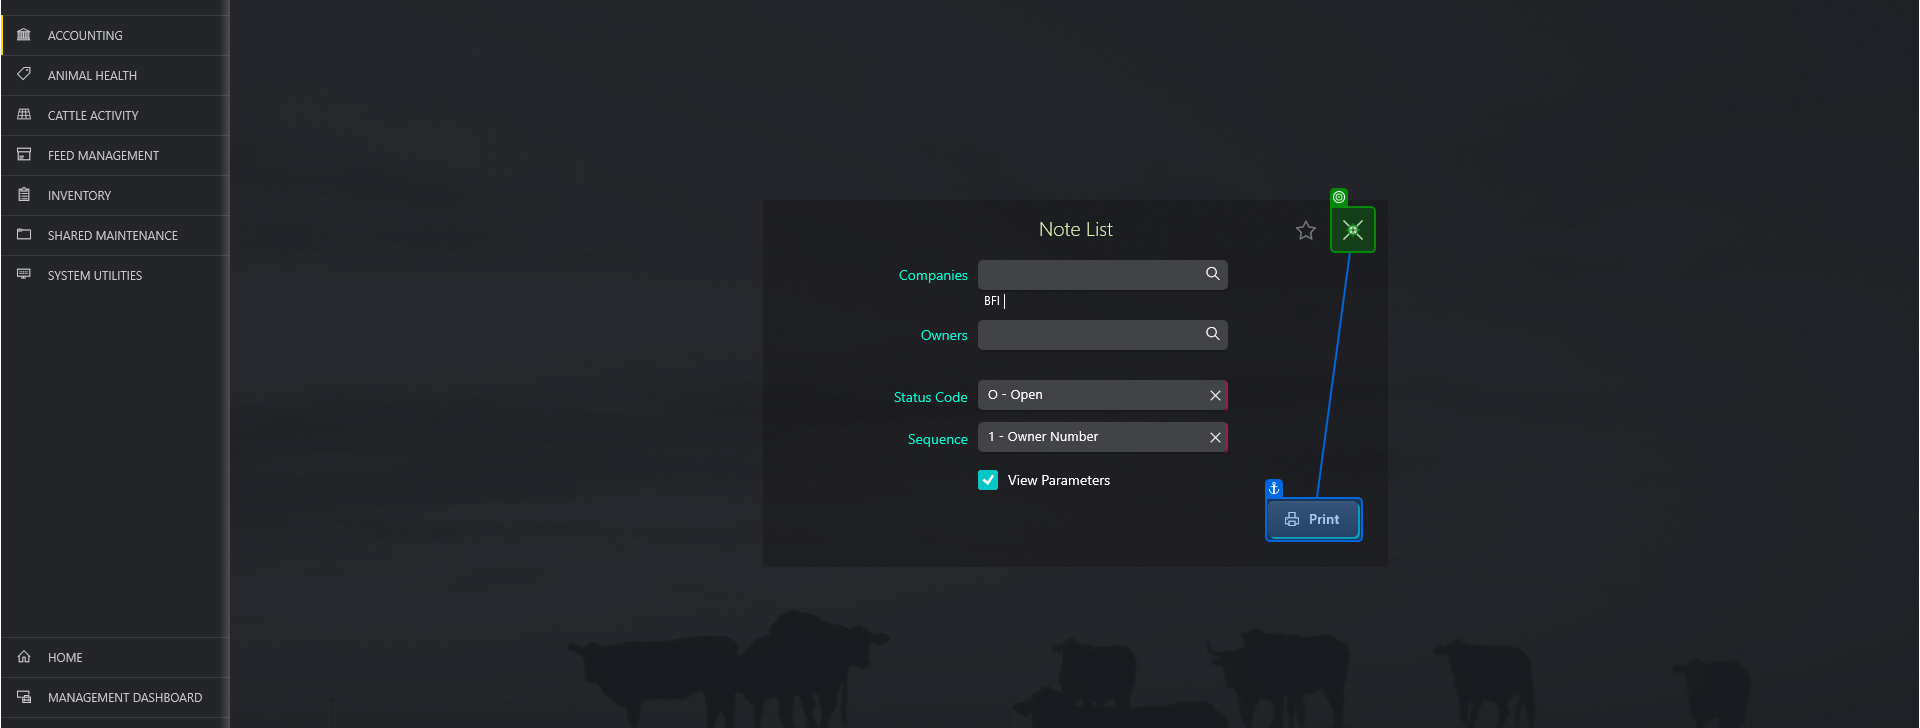 ACCOUNTING
ANIMAL HEALTH
CATTLE ACTIVITY
FEED MANAGEMENT
INVENTORY
SHARED MAINTENANCE
SYSTEM UTILITIES
HOME
MANAGEMENT DASHBOARD
Note List
Companies
BFI
Owners
Status Code O - Open
Sequence 1 - Owner Number
View Parameters
Print